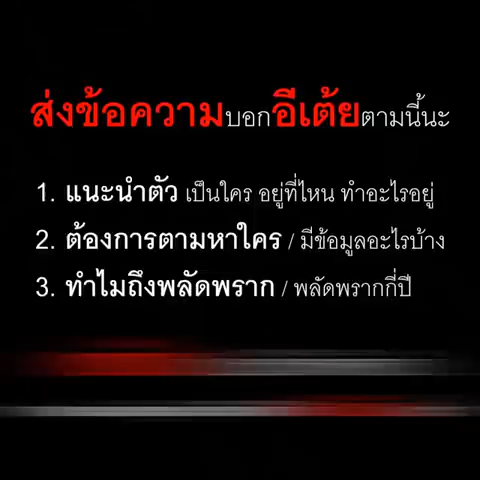 ส่งข้อความบอกอีเต้ยตามนี้นะ
1. แนะนำตัว เป็นใคร อยู่ที่ไหน ทำอะไรอยู่
2. ต้องการตามหาใคร / มีข้อมูลอะไรบ้าง
3. ทำไมถึงพลัดพราก / พลัดพรากกี่ปี